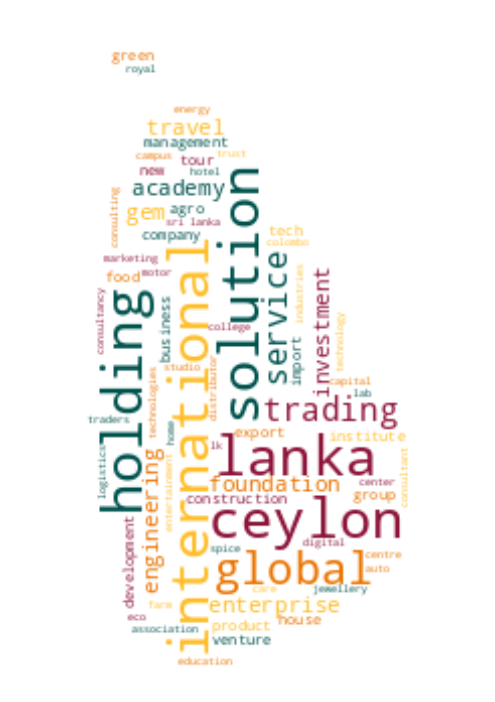 green
royal
energy
travel
management
campus
trust
new
tour
hotel
academy
consulting
gem
agro
sri lanka
company
solution
tech
colombo
marketing
food
motor
international
service
industries
investment
consultancy
holding
business
college
import
technology
studio
distributor
technologies
capital
lab
traders
trading
home
export
institute
lk
lanka
logistics
engineering
entertainment
foundation
center
consultant
construction
group
ceylon
development
digital
spice
centre
global
auto
care
jewellery
farm
enterprise
eco
house
association
product
venture
education